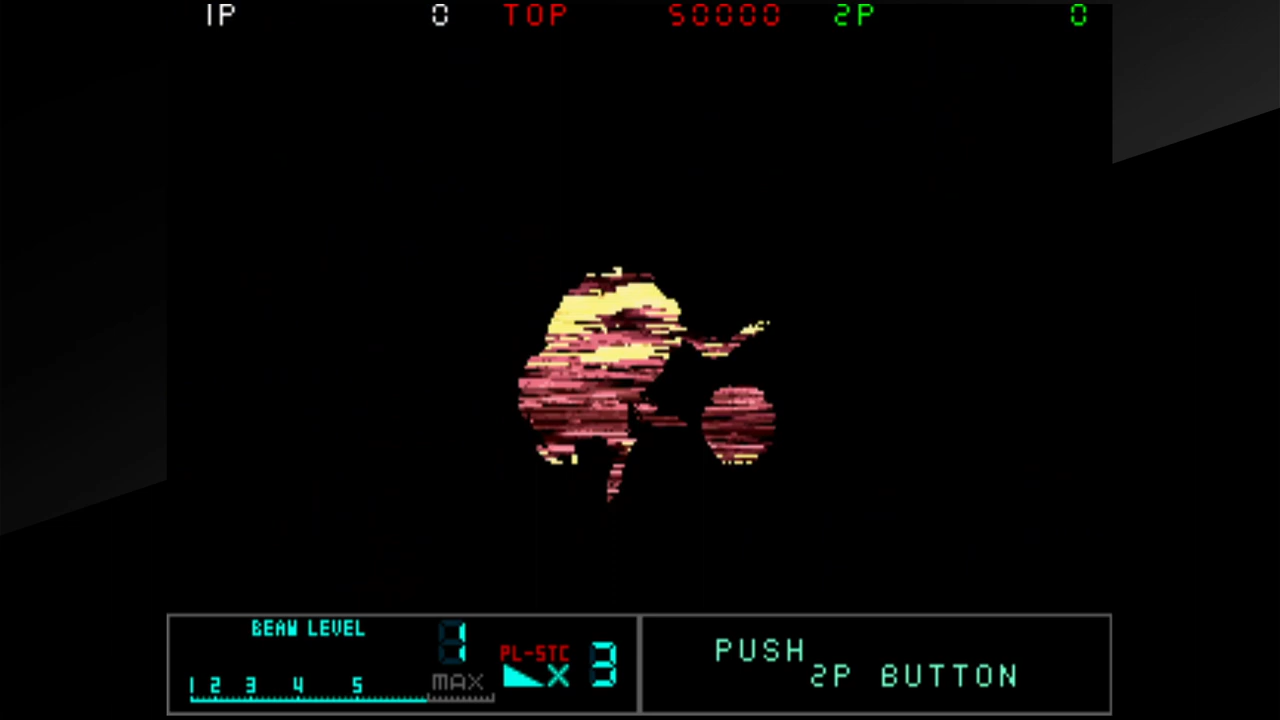 1P 0 TOP 50000 2P 0
BEAM LEVEL 1
PL-STC
X 3
1 2 3 4 5 MAX
PUSH
2P BUTTON